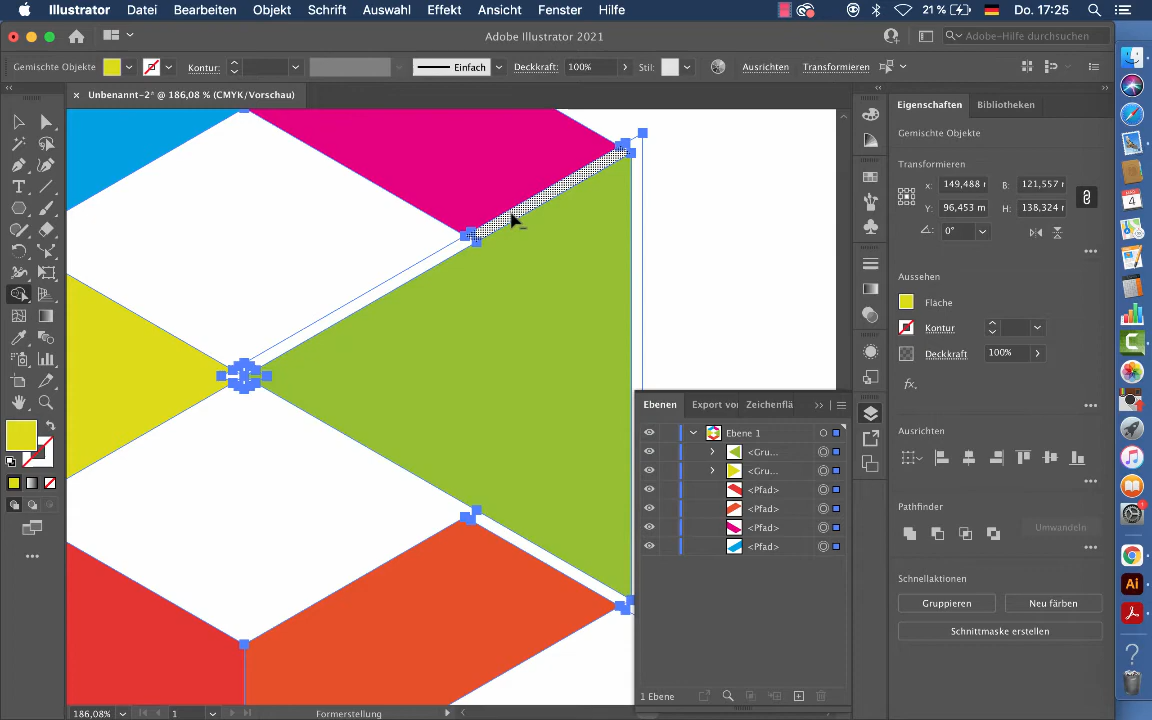 Illustrator Datei Bearbeiten Objekt Schrift Auswahl Effekt Ansicht Fenster Hilfe 21 % Do. 17:25
Adobe Illustrator 2021 Adobe-Hilfe durchsuchen
Gemischte Objekte Kontur: Einfach Deckkraft: 100% Stil: Ausrichten Transformieren
× Unbenannt-2* @ 186,08 % (CMYK/Vorschau)
Eigenschaften Bibliotheken
Gemischte Objekte
Transformieren
X: 149,488 B: 121,557
Y: 96,453 m H: 138,324
0°
Aussehen
Fläche
Kontur
Deckkraft 100%
fx
Ausrichten
Pathfinder
Umwandeln
Schnellaktionen
Gruppieren Neu färben
Schnittmaske erstellen
Ebenen Export vo Zeichenflä
Ebene 1
<Gru...
<Gru...
<Pfad>
<Pfad>
<Pfad>
<Pfad>
1 Ebene
186,08% 1 Formerstellung
4
1
Ai